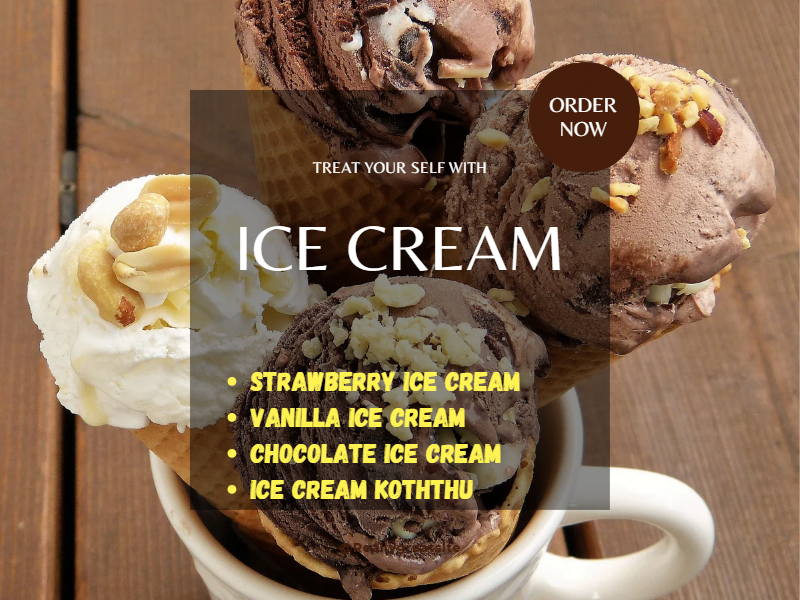 ORDER
NOW
TREAT YOUR SELF WITH
ICE CREAM
• STRAWBERRY ICE CREAM
• VANILLA ICE CREAM
• CHOCOLATE ICE CREAM
• ICE CREAM KOTHTHU